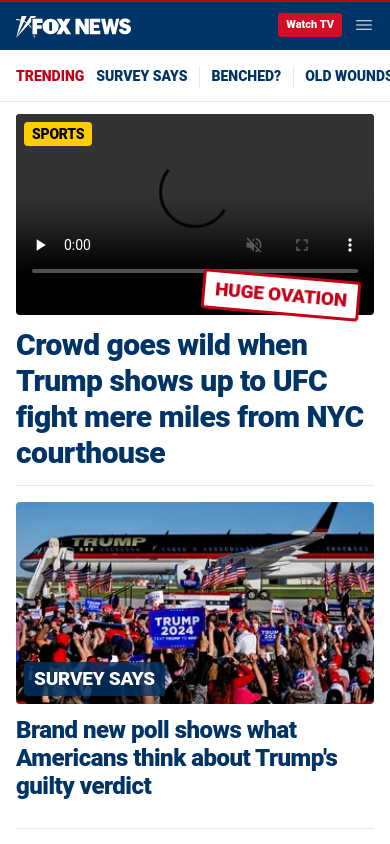 FOX NEWS
Watch TV
TRENDING SURVEY SAYS BENCHED? OLD WOUNDS
SPORTS
0:00
HUGE OVATION
Crowd goes wild when
Trump shows up to UFC
fight mere miles from NYC
courthouse
TRUMP
TRUMP
2024
SURVEY SAYS
Brand new poll shows what
Americans think about Trump's
guilty verdict